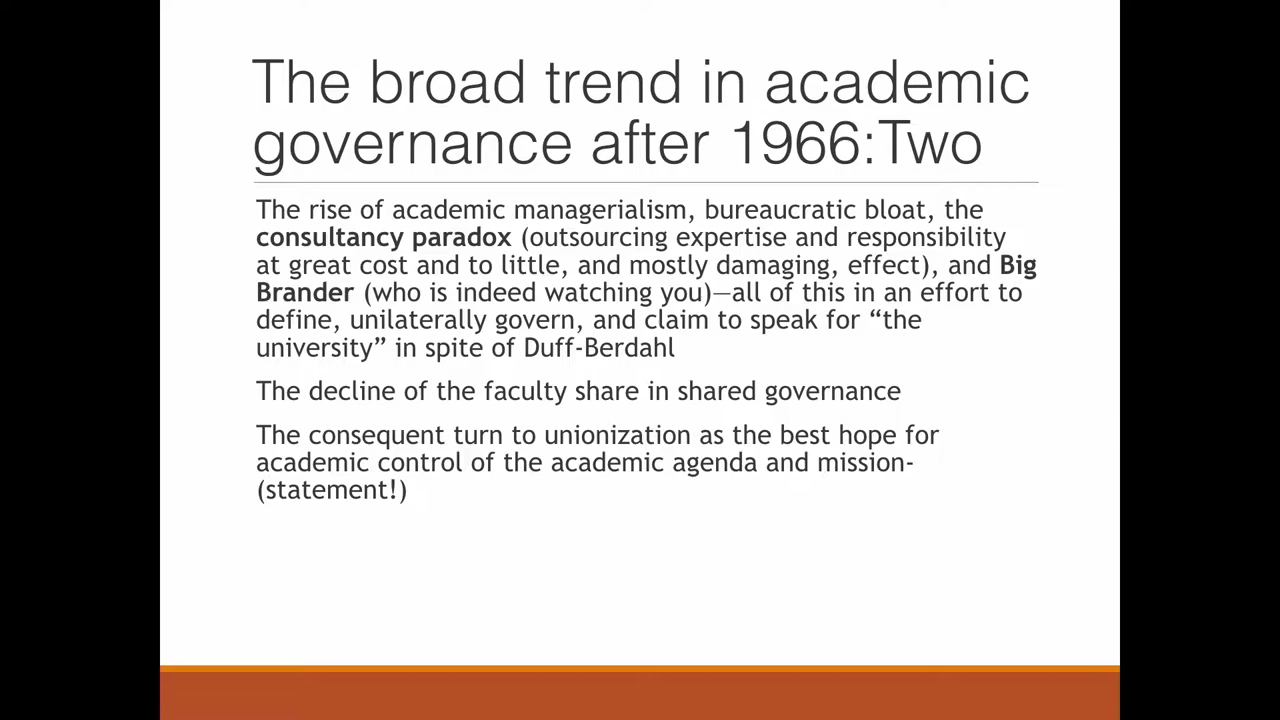 The broad trend in academic
governance after 1966:Two
The rise of academic managerialism, bureaucratic bloat, the
consultancy paradox (outsourcing expertise and responsibility
at great cost and to little, and mostly damaging, effect), and Big
Brander (who is indeed watching you)—all of this in an effort to
define, unilaterally govern, and claim to speak for “the
university” in spite of Duff-Berdahl
The decline of the faculty share in shared governance
The consequent turn to unionization as the best hope for
academic control of the academic agenda and mission-
(statement!)